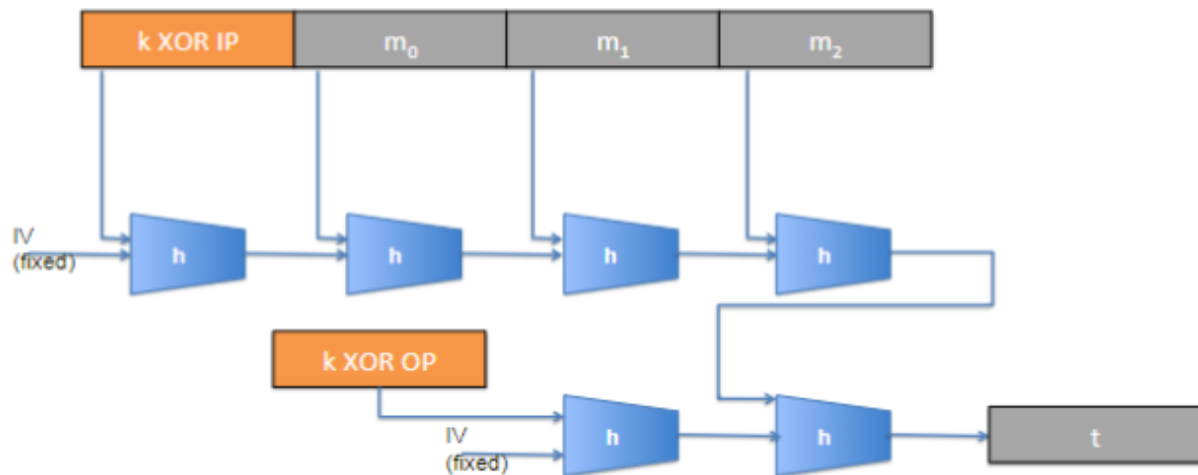 k XOR IP m₀ m₁ m₂
IV
(fixed)
h h h h
k XOR OP
IV
(fixed)
h h t